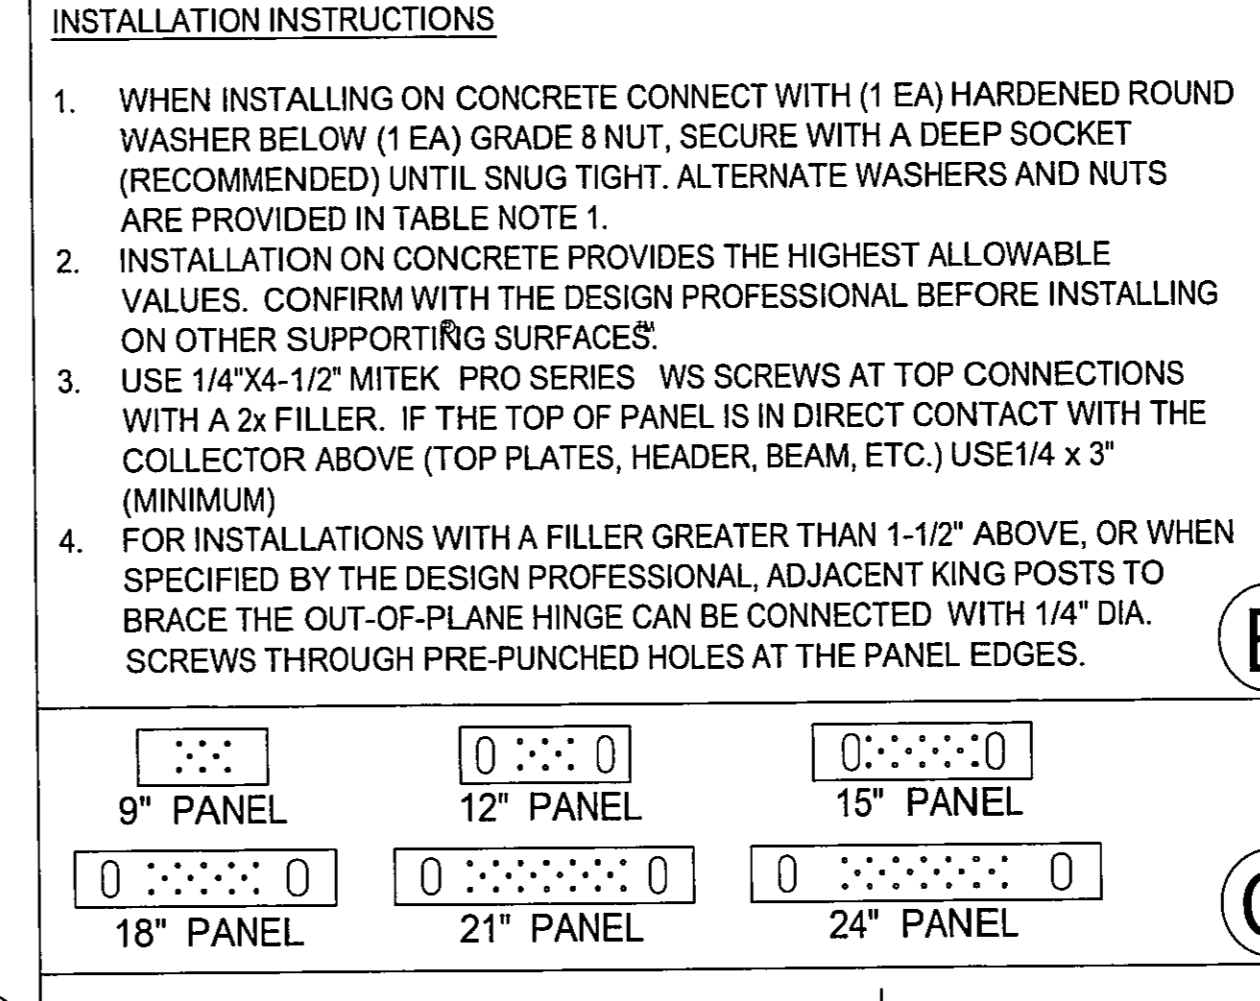 INSTALLATION INSTRUCTIONS
1. WHEN INSTALLING ON CONCRETE CONNECT WITH (1 EA) HARDENED ROUND
WASHER BELOW (1 EA) GRADE 8 NUT, SECURE WITH A DEEP SOCKET
(RECOMMENDED) UNTIL SNUG TIGHT. ALTERNATE WASHERS AND NUTS
ARE PROVIDED IN TABLE NOTE 1.
2. INSTALLATION ON CONCRETE PROVIDES THE HIGHEST ALLOWABLE
VALUES. CONFIRM WITH THE DESIGN PROFESSIONAL BEFORE INSTALLING
ON OTHER SUPPORTING SURFACES.
® ™
3. USE 1/4"X4-1/2" MITEK PRO SERIES WS SCREWS AT TOP CONNECTIONS
WITH A 2x FILLER. IF THE TOP OF PANEL IS IN DIRECT CONTACT WITH THE
COLLECTOR ABOVE (TOP PLATES, HEADER, BEAM, ETC.) USE1/4 x 3"
(MINIMUM)
4. FOR INSTALLATIONS WITH A FILLER GREATER THAN 1-1/2" ABOVE, OR WHEN
SPECIFIED BY THE DESIGN PROFESSIONAL, ADJACENT KING POSTS TO
BRACE THE OUT-OF-PLANE HINGE CAN BE CONNECTED WITH 1/4" DIA.
SCREWS THROUGH PRE-PUNCHED HOLES AT THE PANEL EDGES.
9" PANEL 12" PANEL 15" PANEL
18" PANEL 21" PANEL 24" PANEL